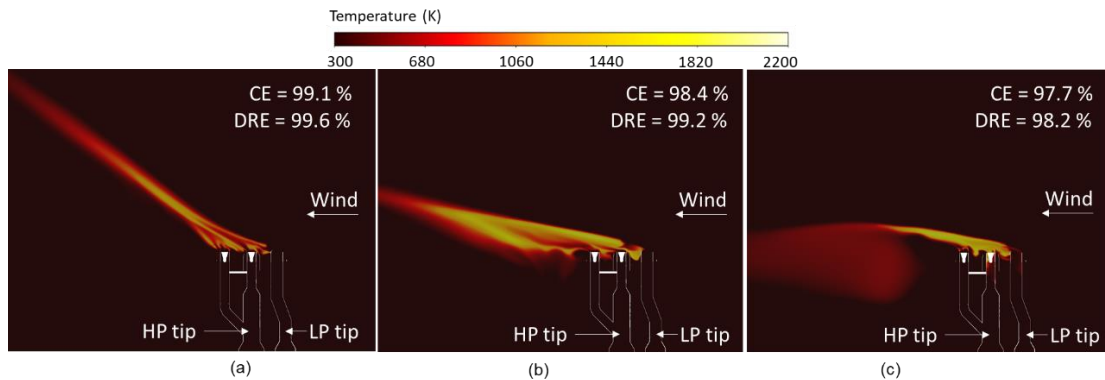 Temperature (K)
300 680 1060 1440 1820 2200
CE = 99.1 %
DRE = 99.6 %
Wind
HP tip
LP tip
(a)
CE = 98.4 %
DRE = 99.2 %
Wind
HP tip
LP tip
(b)
CE = 97.7 %
DRE = 98.2 %
Wind
HP tip
LP tip
(c)